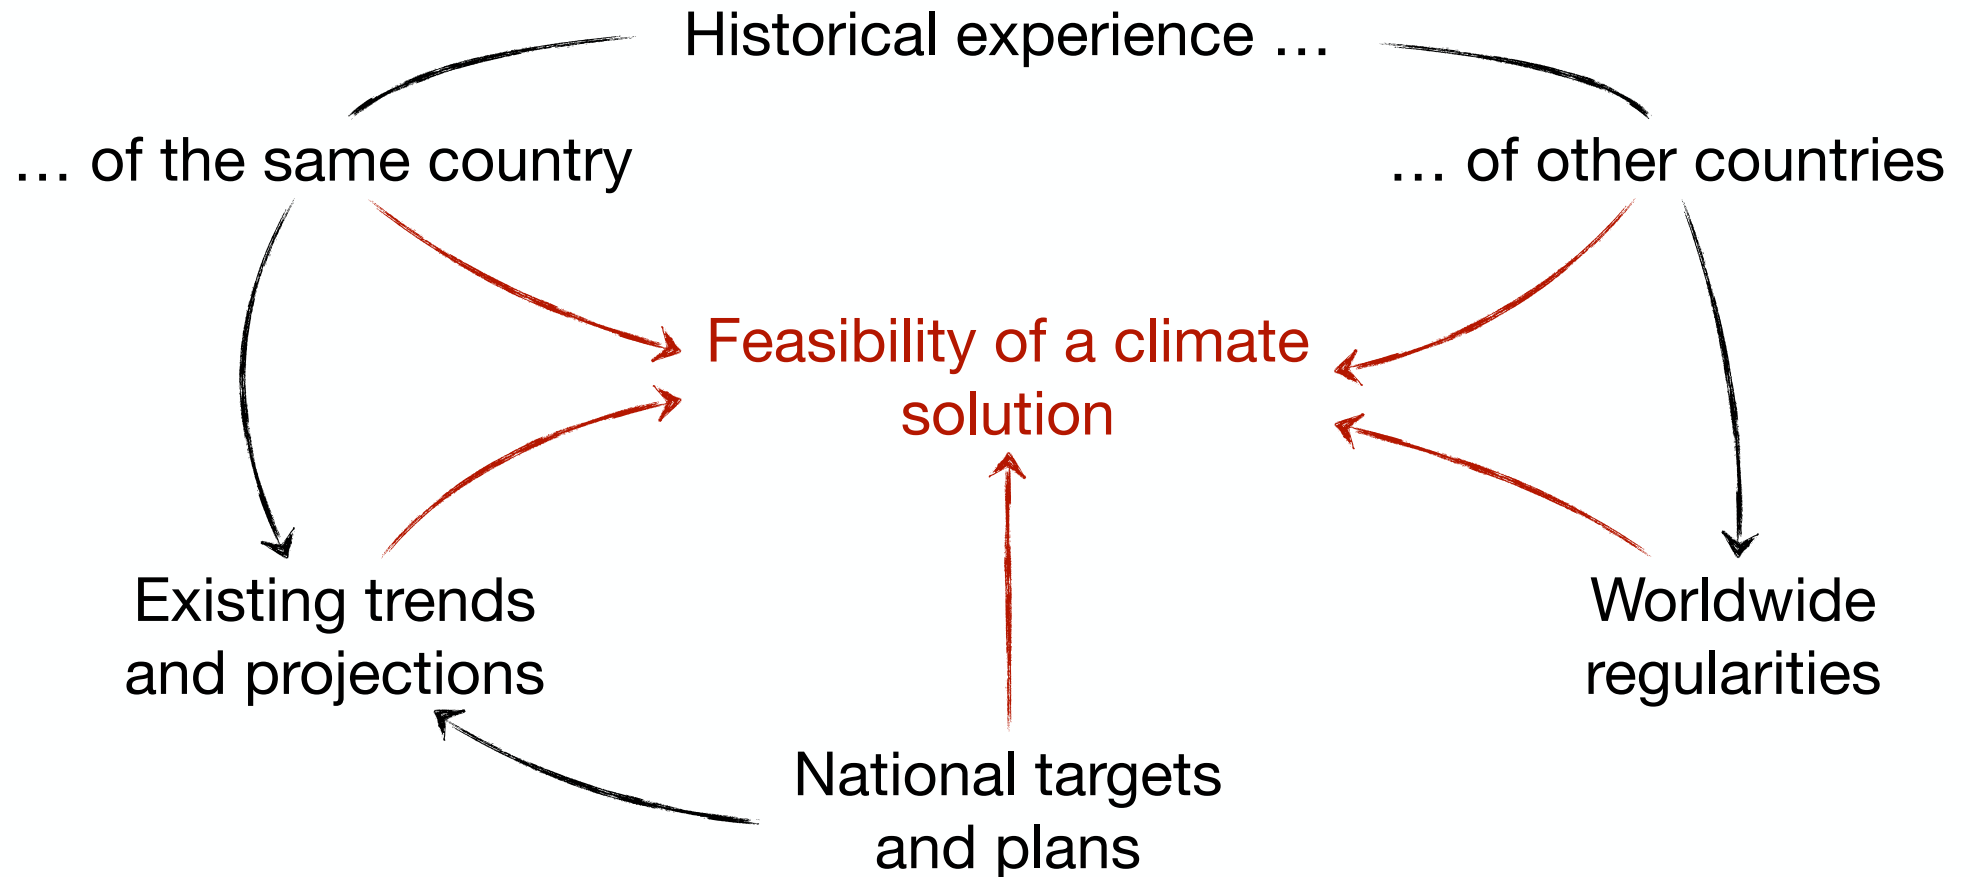 Historical experience …
… of the same country
… of other countries
Feasibility of a climate
solution
Existing trends
and projections
Worldwide
regularities
National targets
and plans